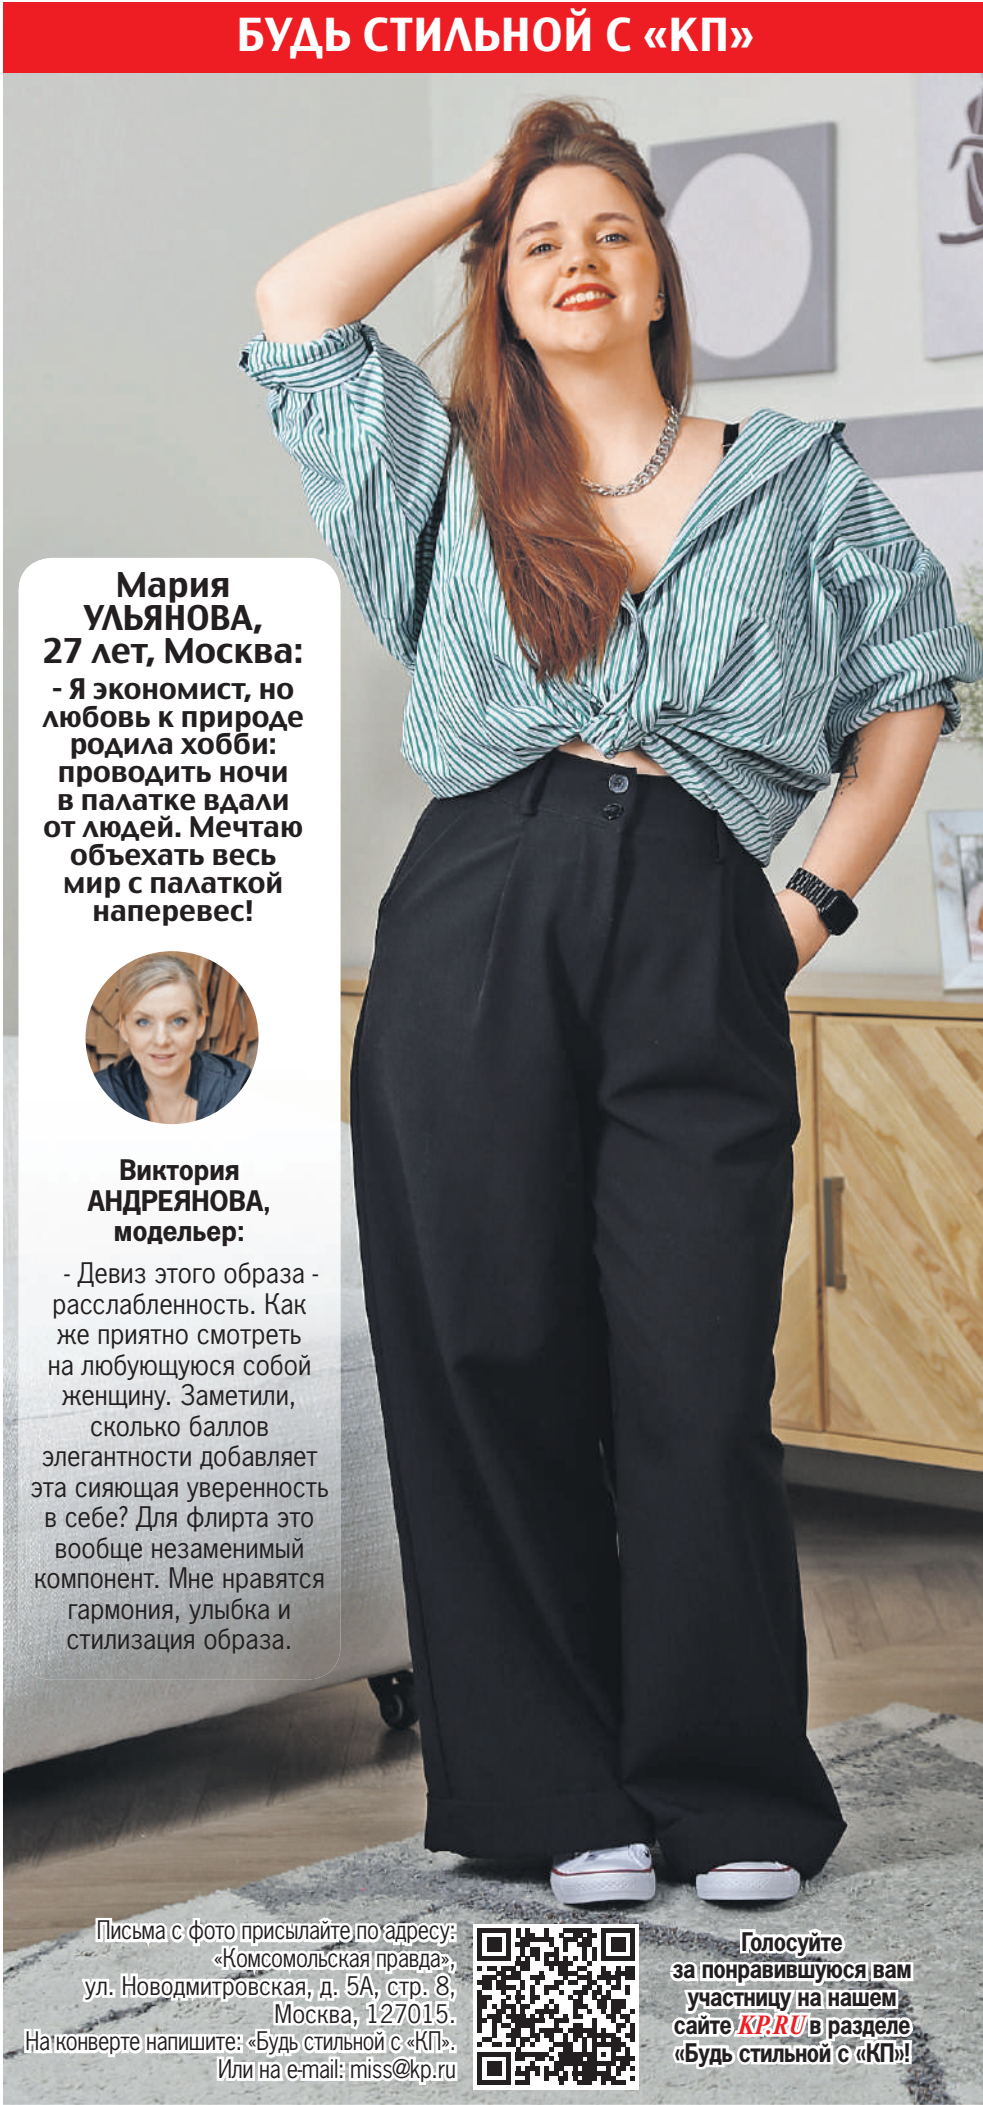 БУДЬ СТИЛЬНОЙ С «КП»
Мария
УЛЬЯНОВА,
27 лет, Москва:
- Я экономист, но
любовь к природе
родила хобби:
проводить ночи
в палатке вдали
от людей. Мечтаю
объехать весь
мир с палаткой
наперевес!
Виктория
АНДРЕЯНОВА,
модельер:
- Девиз этого образа -
расслабленность. Как
же приятно смотреть
на любующуюся собой
женщину. Заметили,
сколько баллов
элегантности добавляет
эта сияющая уверенность
в себе? Для флирта это
вообще незаменимый
компонент. Мне нравятся
гармония, улыбка и
стилизация образа.
Письма с фото присылайте по адресу:
«Комсомольская правда»,
ул. Новодмитровская, д. 5А, стр. 8,
Москва, 127015.
На конверте напишите: «Будь стильной с «КП».
Или на e-mail: miss@kp.ru
Голосуйте
за понравившуюся вам
участницу на нашем
сайте KP.RU в разделе
«Будь стильной с «КП»!